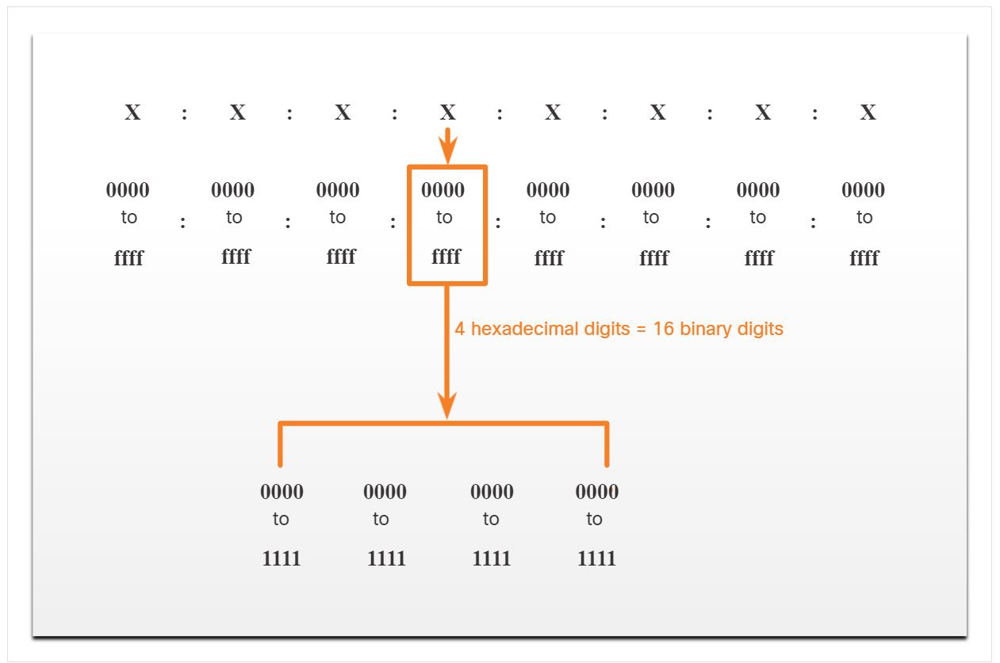 X : X : X : X : X : X : X : X
0000 0000 0000 0000 0000 0000 0000 0000
to : to : to : to : to : to : to : to
ffff ffff ffff ffff ffff ffff ffff ffff
4 hexadecimal digits = 16 binary digits
0000 0000 0000 0000
to to to to
1111 1111 1111 1111